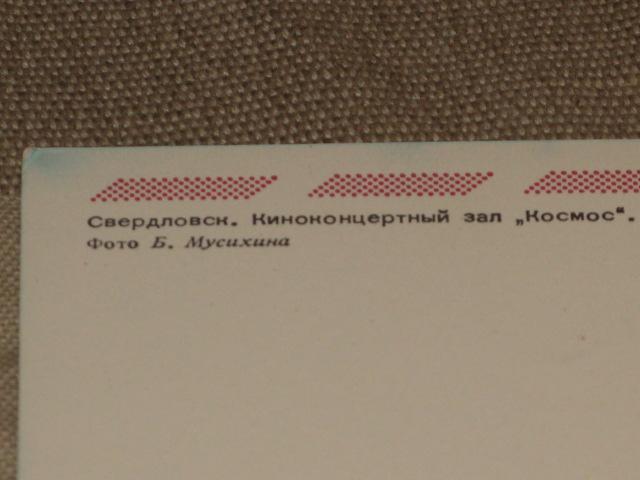 Свердловск. Киноконцертный зал „Космос“.
Фото Б. Мусихина